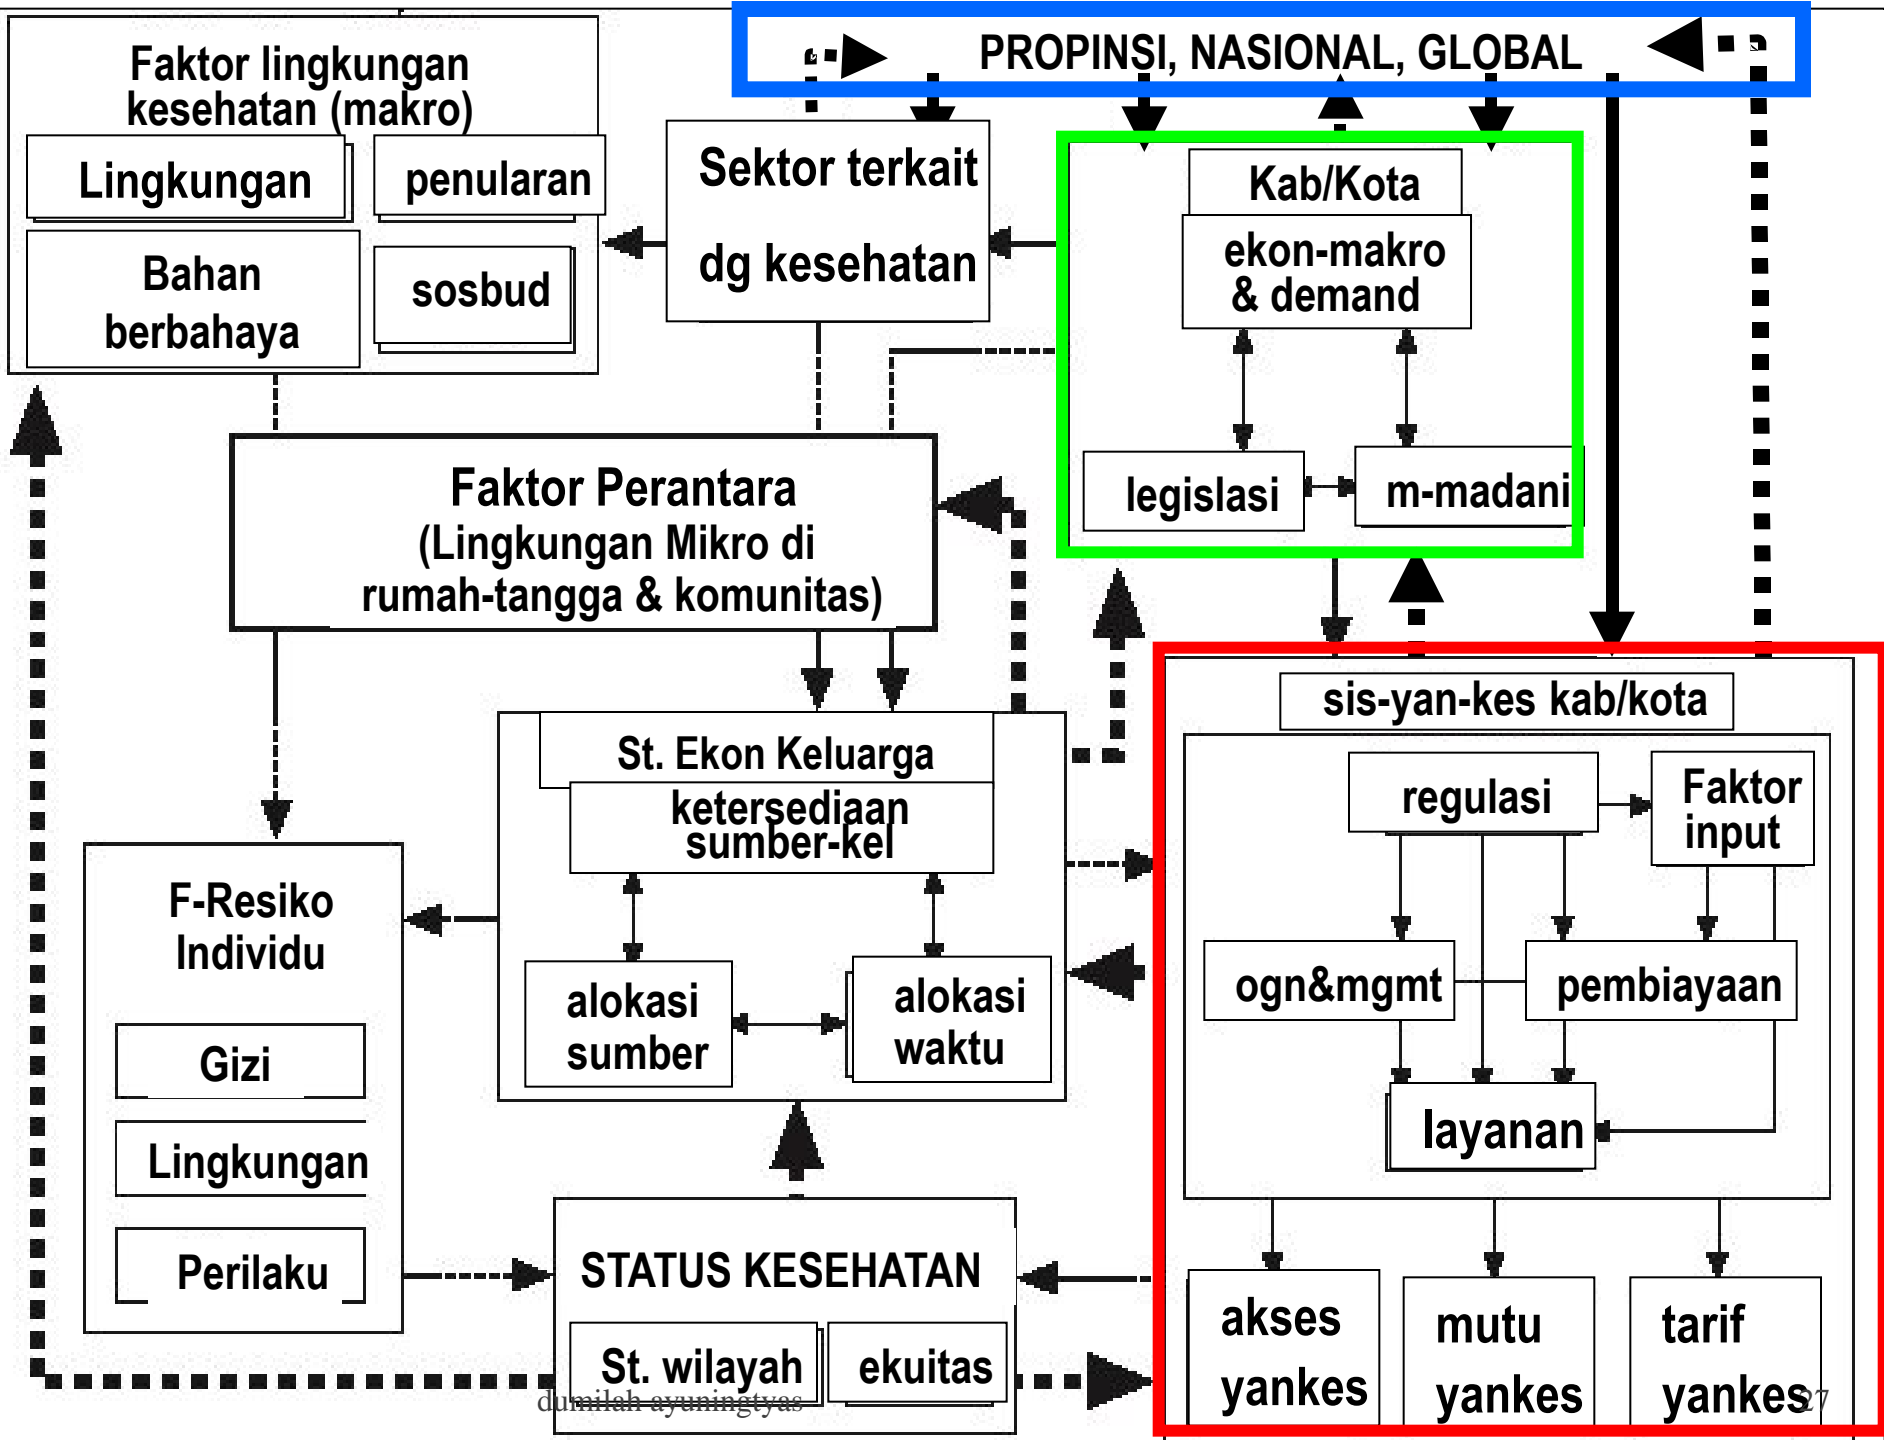 Faktor lingkungan
kesehatan (makro)
Lingkungan
penularan
Bahan
berbahaya
sosbud
PROPINSI, NASIONAL, GLOBAL
Sektor terkait
dg kesehatan
Kab/Kota
ekon-makro
& demand
legislasi
m-madani
Faktor Perantara
(Lingkungan Mikro di
rumah-tangga & komunitas)
St. Ekon Keluarga
ketersediaan
sumber-kel
alokasi
sumber
alokasi
waktu
F-Resiko
Individu
Gizi
Lingkungan
Perilaku
STATUS KESEHATAN
St. wilayah
ekuitas
sis-yan-kes kab/kota
regulasi
Faktor
input
ogn&mgmt
pembiayaan
layanan
akses
yankes
mutu
yankes
tarif
yankes
dumilah ayuningtyas
27